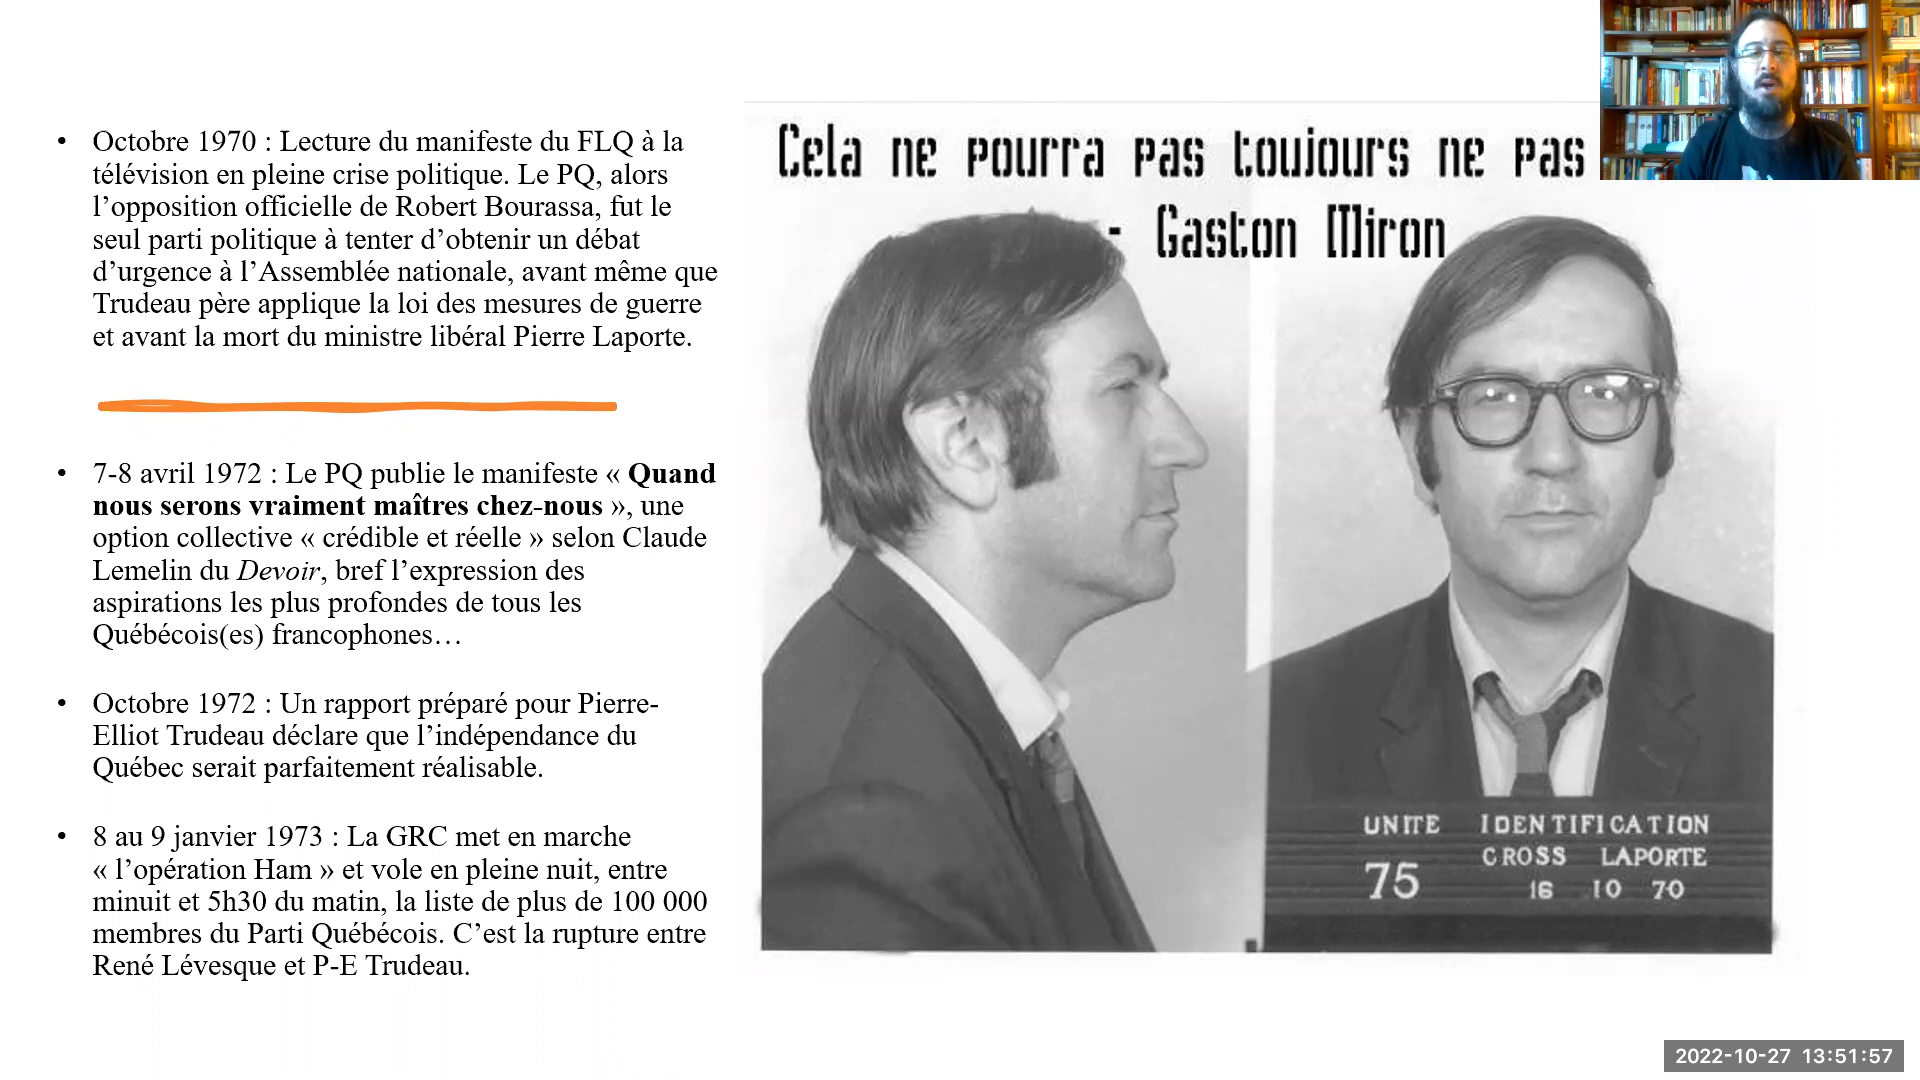 • Octobre 1970 : Lecture du manifeste du FLQ à la
télévision en pleine crise politique. Le PQ, alors
l’opposition officielle de Robert Bourassa, fut le
seul parti politique à tenter d’obtenir un débat
d’urgence à l’Assemblée nationale, avant même que
Trudeau père applique la loi des mesures de guerre
et avant la mort du ministre libéral Pierre Laporte.
• 7-8 avril 1972 : Le PQ publie le manifeste « Quand
nous serons vraiment maîtres chez-nous », une
option collective « crédible et réelle » selon Claude
Lemelin du Devoir, bref l’expression des
aspirations les plus profondes de tous les
Québécois(es) francophones…
• Octobre 1972 : Un rapport préparé pour Pierre-
Elliot Trudeau déclare que l’indépendance du
Québec serait parfaitement réalisable.
• 8 au 9 janvier 1973 : La GRC met en marche
« l’opération Ham » et vole en pleine nuit, entre
minuit et 5h30 du matin, la liste de plus de 100 000
membres du Parti Québécois. C’est la rupture entre
René Lévesque et P-E Trudeau.
Cela ne pourra pas toujours ne pas
- Gaston Miron
UNITE IDENTIFICATION
CROSS LAPORTE
75 16 10 70
2022-10-27 13:51:57